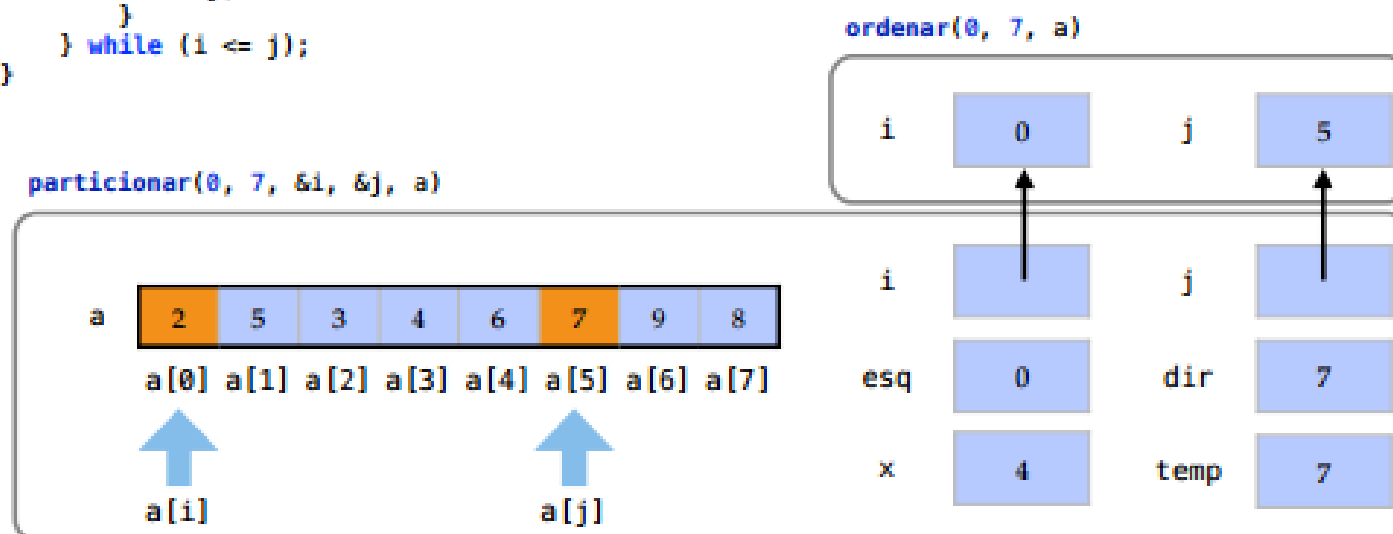 }
} while (i <= j);
}
ordenar(0, 7, a)
i 0 j 5
particionar(0, 7, &i, &j, a)
i j
a 2 5 3 4 6 7 9 8
a[0] a[1] a[2] a[3] a[4] a[5] a[6] a[7]
esq 0 dir 7
x 4 temp 7
a[i] a[j]